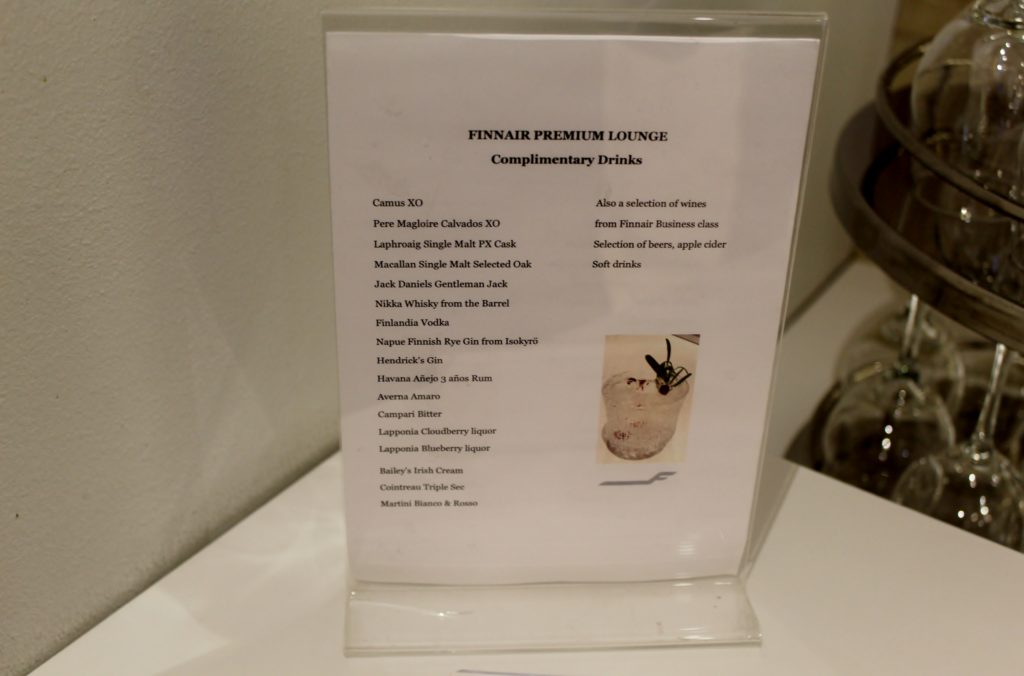 FINNAIR PREMIUM LOUNGE
Complimentary Drinks
Camus XO
Pere Magloire Calvados XO
Laphroaig Single Malt PX Cask
Macallan Single Malt Selected Oak
Jack Daniels Gentleman Jack
Nikka Whisky from the Barrel
Finlandia Vodka
Napue Finnish Rye Gin from Isokyrö
Hendrick's Gin
Havana Añejo 3 años Rum
Averna Amaro
Campari Bitter
Lapponia Cloudberry liquor
Lapponia Blueberry liquor
Bailey's Irish Cream
Cointreau Triple Sec
Martini Bianco & Rosso
Also a selection of wines
from Finnair Business class
Selection of beers, apple cider
Soft drinks